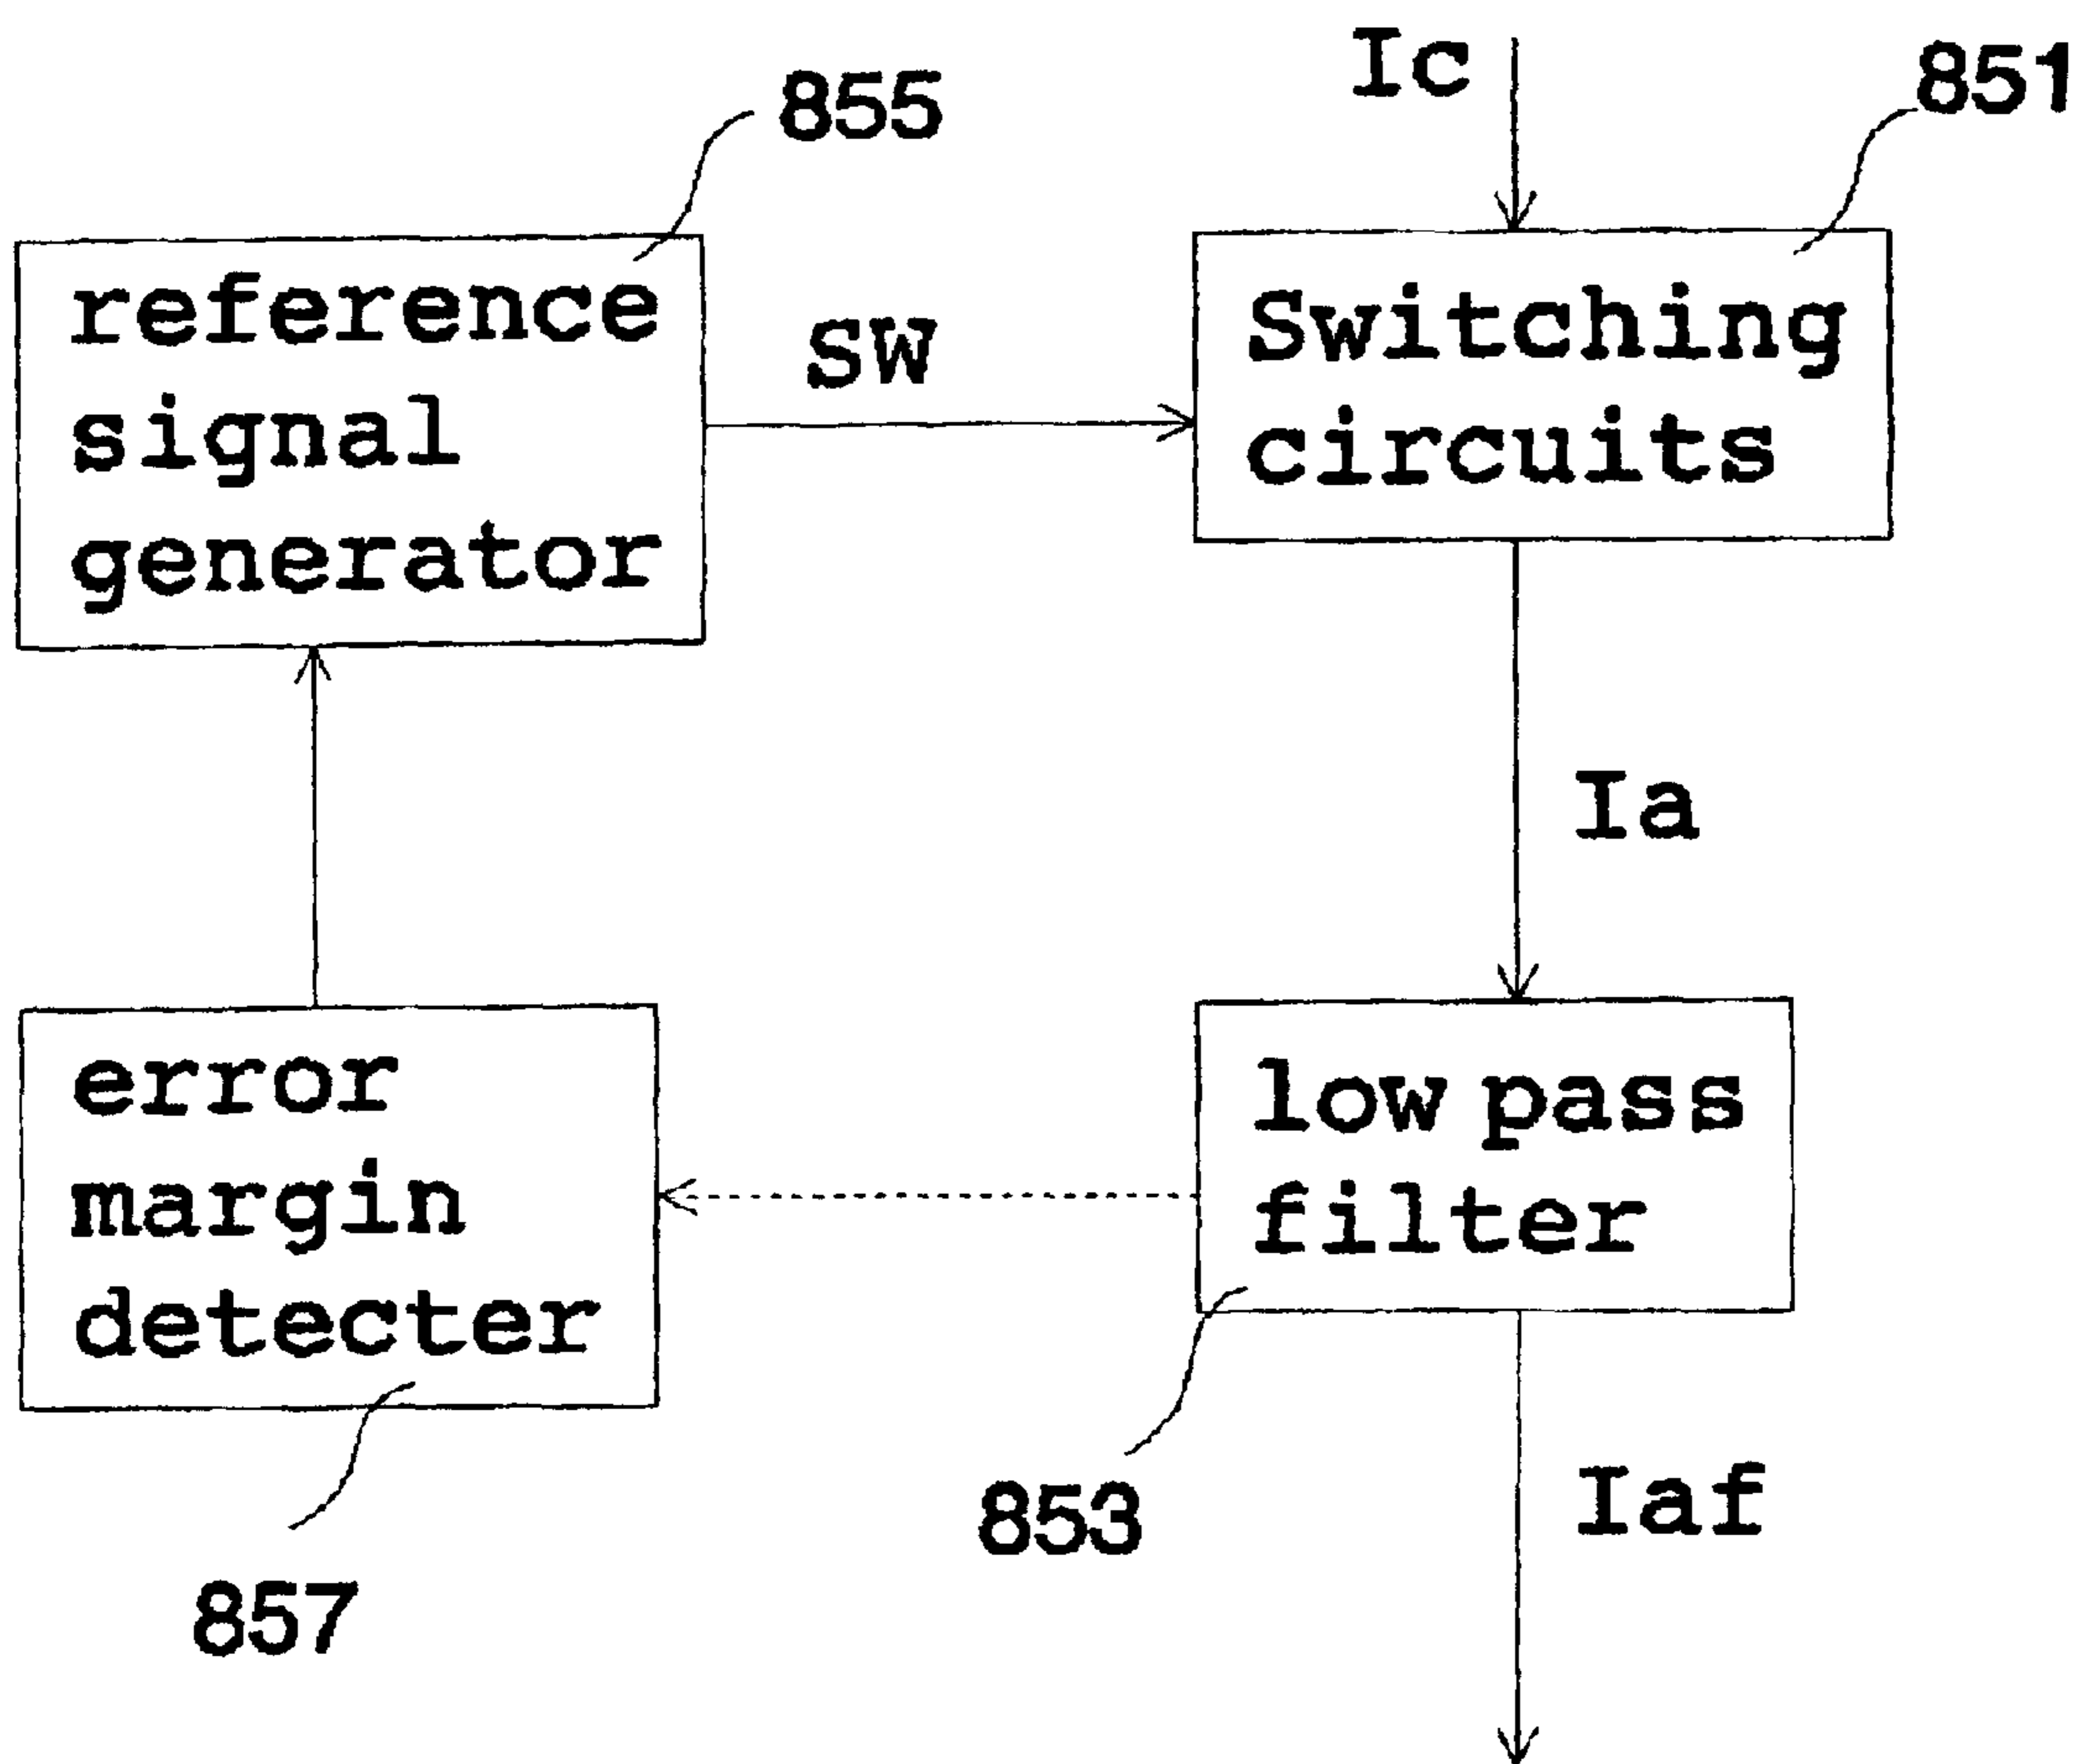 Ic
851
855
reference
signal
generator
SW
Switching
circuits
Ia
error
margin
detecter
low pass
filter
853
Iaf
857